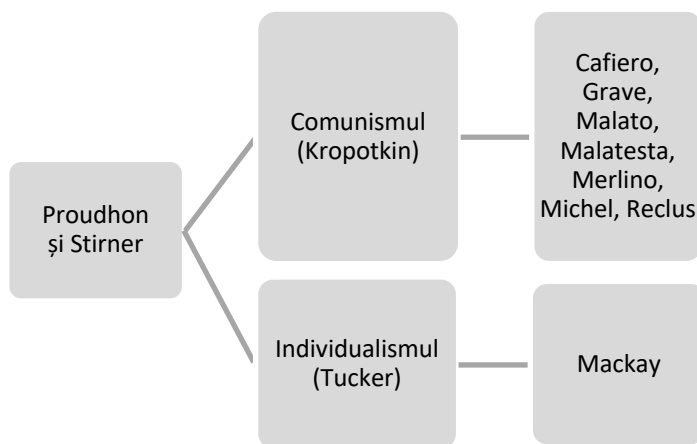 Proudhon
și Stirner
Comunismul
(Kropotkin)
Cafiero,
Grave,
Malato,
Malatesta,
Merlino,
Michel, Reclus
Individualismul
(Tucker)
Mackay